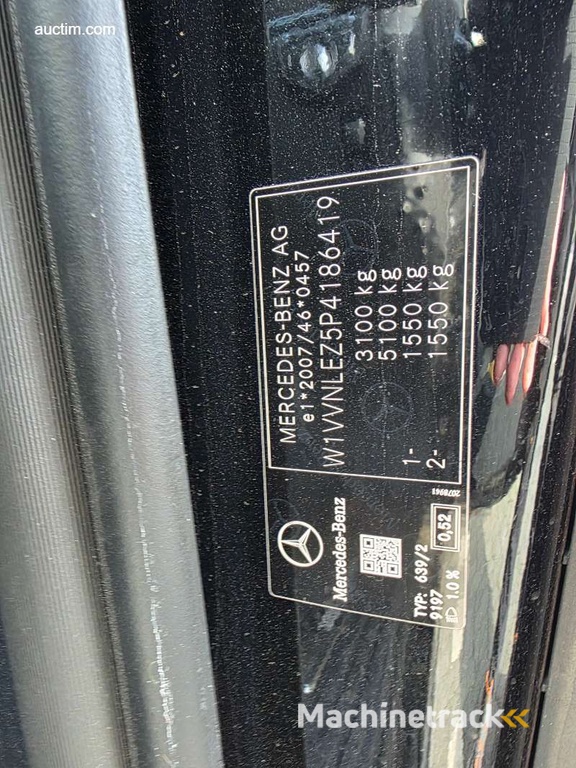 auctim.com
MERCEDES-BENZ AG
e1*2007/46*0457
W1VVNLEZ5P4186419
3100 kg
5100 kg
1- 1550 kg
2- 1550 kg
2078961
Mercedes-Benz
TYP: 639/2
9197
0,52
1.0 %
Machinetrack